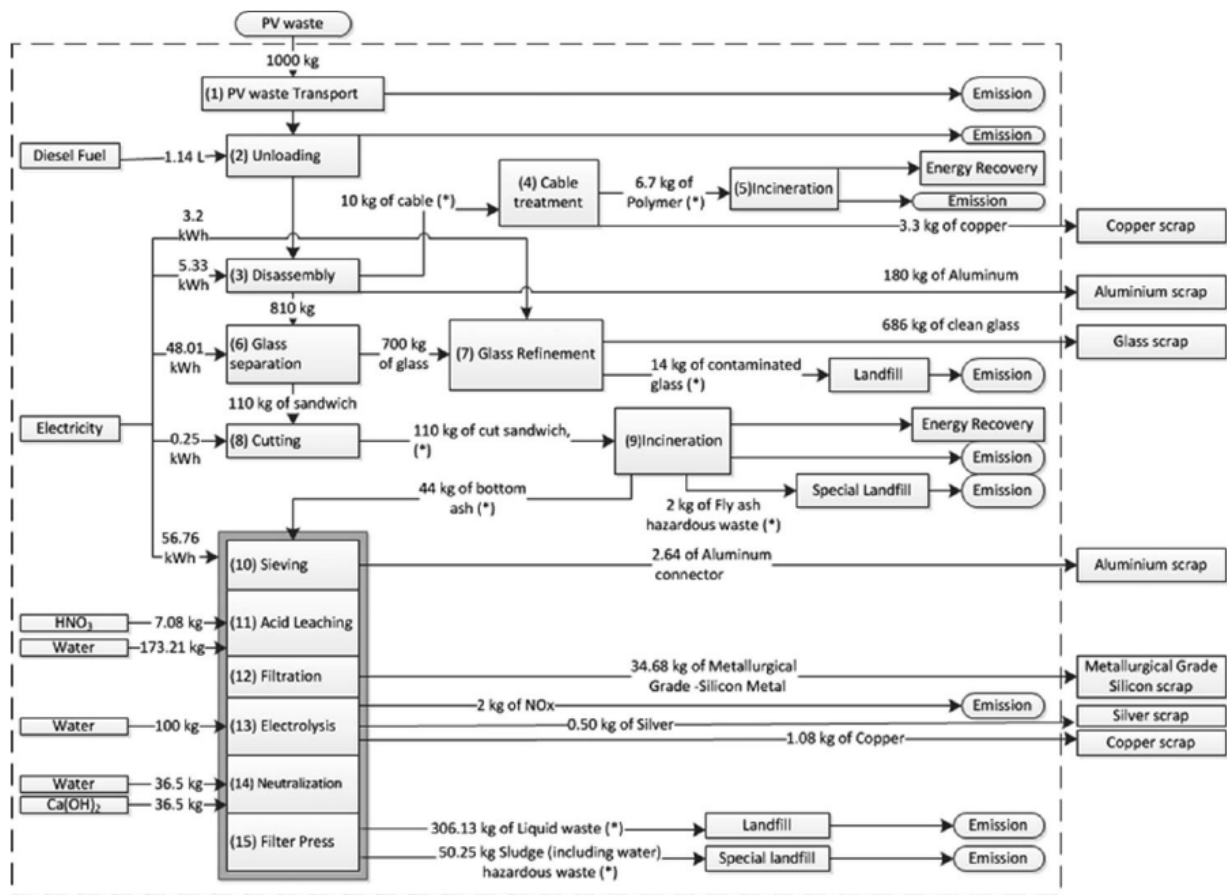 PV waste
1000 kg
(1) PV waste Transport
Emission
Diesel Fuel
1.14 L
(2) Unloading
Emission
(4) Cable
treatment
6.7 kg of
Polymer (*)
(5)Incineration
Energy Recovery
Emission
10 kg of cable (*)
3.3 kg of copper
Copper scrap
3.2
kWh
5.33
kWh
(3) Disassembly
180 kg of Aluminum
Aluminium scrap
810 kg
48.01
kWh
(6) Glass
separation
700 kg
of glass
(7) Glass Refinement
686 kg of clean glass
Glass scrap
14 kg of contaminated
glass (*)
Landfill
Emission
110 kg of sandwich
Electricity
0.25
kWh
(8) Cutting
110 kg of cut sandwich,
(*)
(9)Incineration
Energy Recovery
Emission
44 kg of bottom
ash (*)
2 kg of Fly ash
hazardous waste (*)
Special Landfill
Emission
56.76
kWh
(10) Sieving
2.64 of Aluminum
connector
Aluminium scrap
HNO₃
7.08 kg
(11) Acid Leaching
Water
173.21 kg
(12) Filtration
34.68 kg of Metallurgical
Grade -Silicon Metal
Metallurgical Grade
Silicon scrap
2 kg of NOx
Emission
Water
100 kg
(13) Electrolysis
0.50 kg of Silver
Silver scrap
1.08 kg of Copper
Copper scrap
Water
36.5 kg
(14) Neutralization
Ca(OH)₂
36.5 kg
(15) Filter Press
306.13 kg of Liquid waste (*)
Landfill
Emission
50.25 kg Sludge (including water)
hazardous waste (*)
Special landfill
Emission